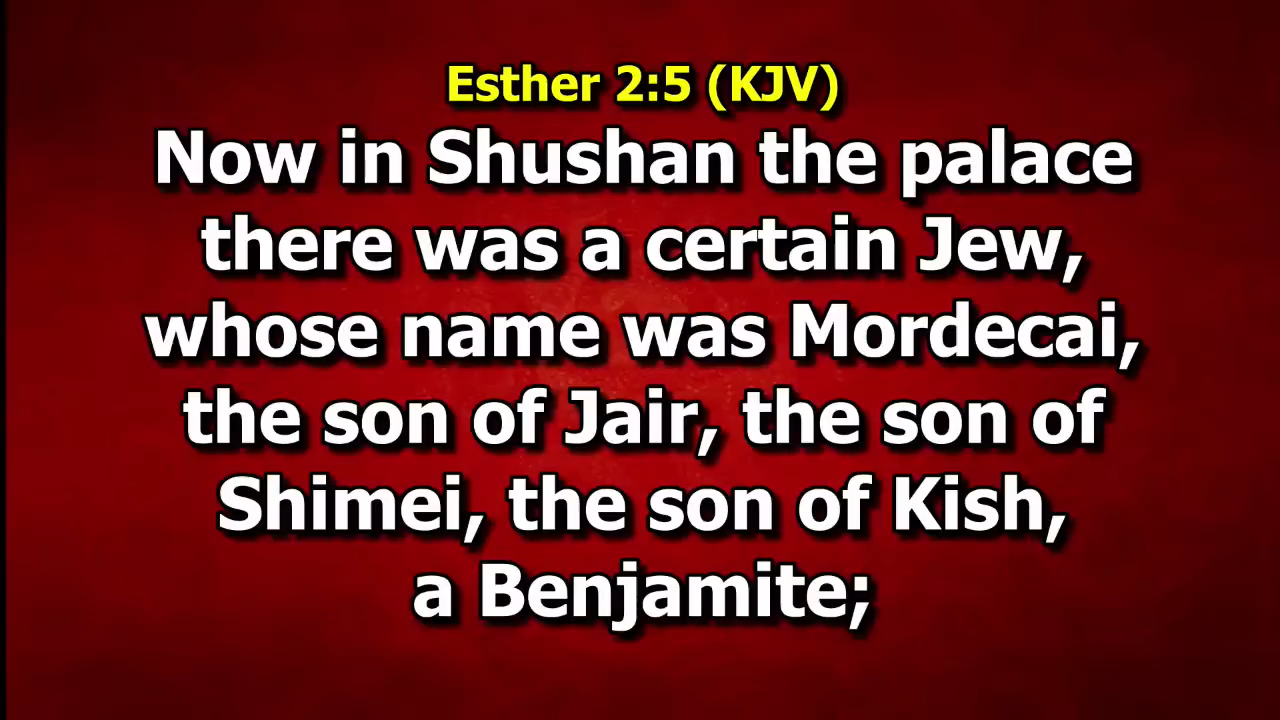 Esther 2:5 (KJV)
Now in Shushan the palace
there was a certain Jew,
whose name was Mordecai,
the son of Jair, the son of
Shimei, the son of Kish,
a Benjamite;